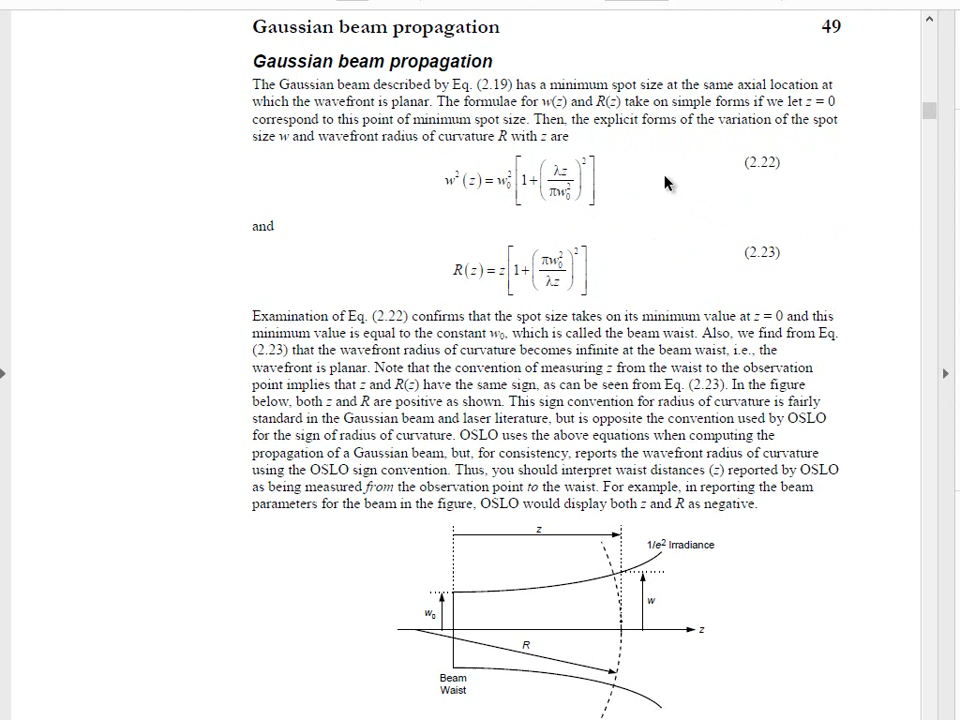 Gaussian beam propagation 49
Gaussian beam propagation
The Gaussian beam described by Eq. (2.19) has a minimum spot size at the same axial location at
which the wavefront is planar. The formulae for w(z) and R(z) take on simple forms if we let z = 0
correspond to this point of minimum spot size. Then, the explicit forms of the variation of the spot
size w and wavefront radius of curvature R with z are
w²(z) = w₀²[1+(λz/πw₀²)²] (2.22)
and
R(z) = z[1+(πw₀²/λz)²] (2.23)
Examination of Eq. (2.22) confirms that the spot size takes on its minimum value at z = 0 and this
minimum value is equal to the constant w₀, which is called the beam waist. Also, we find from Eq.
(2.23) that the wavefront radius of curvature becomes infinite at the beam waist, i.e., the
wavefront is planar. Note that the convention of measuring z from the waist to the observation
point implies that z and R(z) have the same sign, as can be seen from Eq. (2.23). In the figure
below, both z and R are positive as shown. This sign convention for radius of curvature is fairly
standard in the Gaussian beam and laser literature, but is opposite the convention used by OSLO
for the sign of radius of curvature. OSLO uses the above equations when computing the
propagation of a Gaussian beam, but, for consistency, reports the wavefront radius of curvature
using the OSLO sign convention. Thus, you should interpret waist distances (z) reported by OSLO
as being measured from the observation point to the waist. For example, in reporting the beam
parameters for the beam in the figure, OSLO would display both z and R as negative.
z
1/e² Irradiance
w₀
w
z
R
Beam
Waist